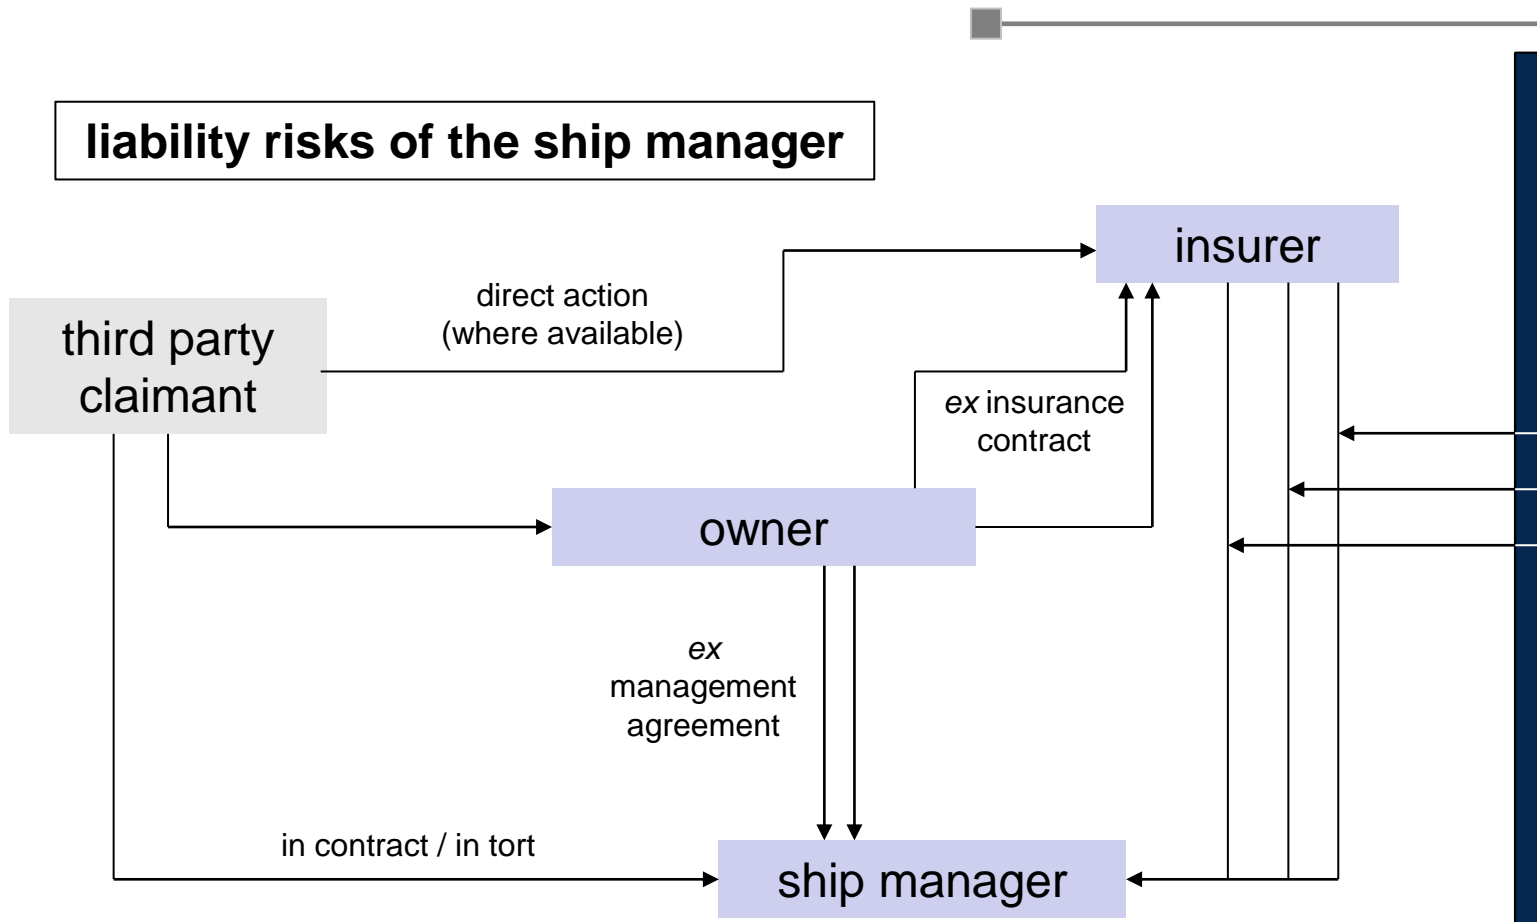 liability risks of the ship manager
insurer
direct action
(where available)
third party
claimant
ex insurance
contract
owner
ex
management
agreement
in contract / in tort
ship manager